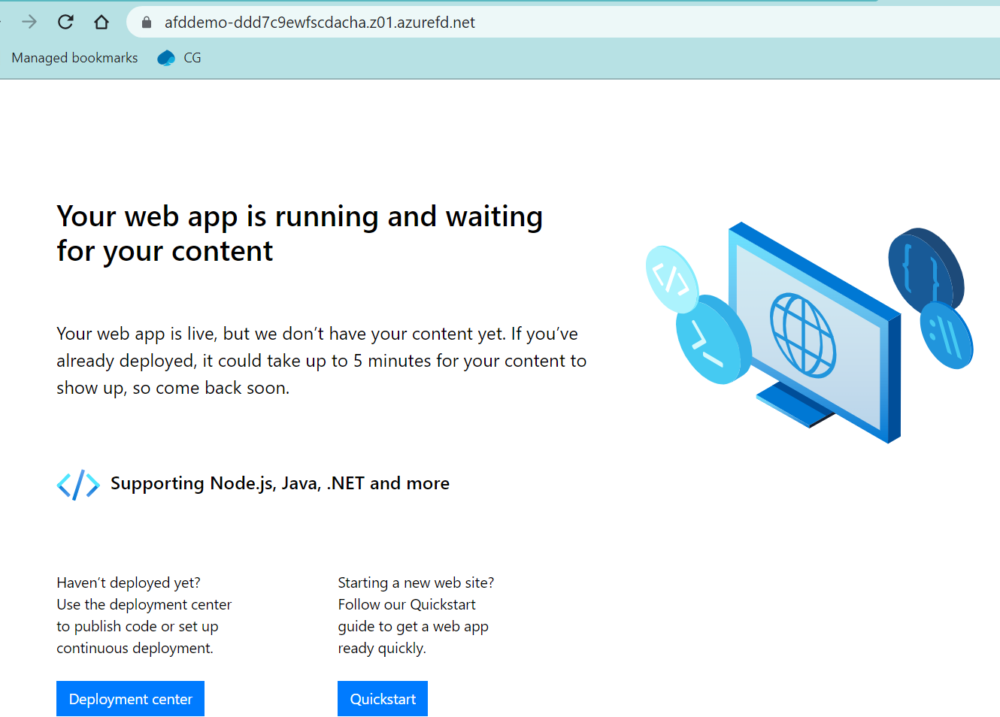 afddemo-ddd7c9ewfscdacha.z01.azurefd.net
Managed bookmarks CG
Your web app is running and waiting
for your content
Your web app is live, but we don’t have your content yet. If you’ve
already deployed, it could take up to 5 minutes for your content to
show up, so come back soon.
Supporting Node.js, Java, .NET and more
Haven’t deployed yet?
Use the deployment center
to publish code or set up
continuous deployment.
Deployment center
Starting a new web site?
Follow our Quickstart
guide to get a web app
ready quickly.
Quickstart